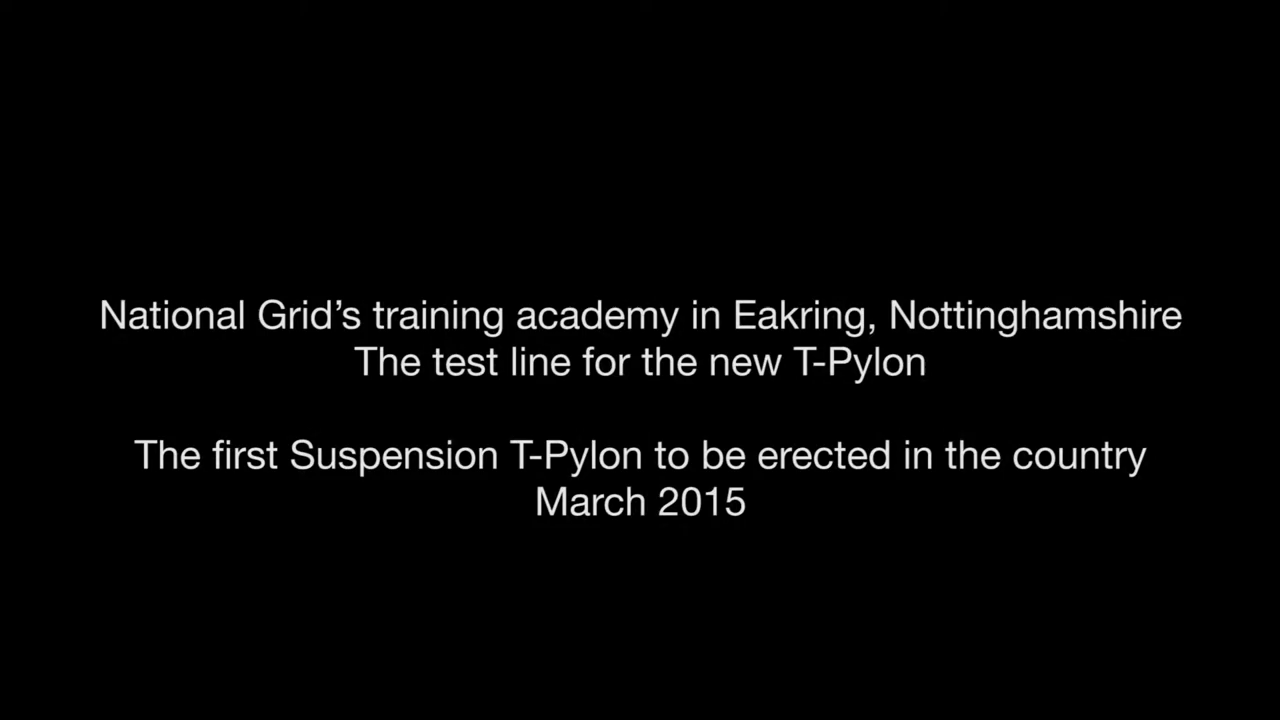 National Grid’s training academy in Eakring, Nottinghamshire
The test line for the new T-Pylon
The first Suspension T-Pylon to be erected in the country
March 2015